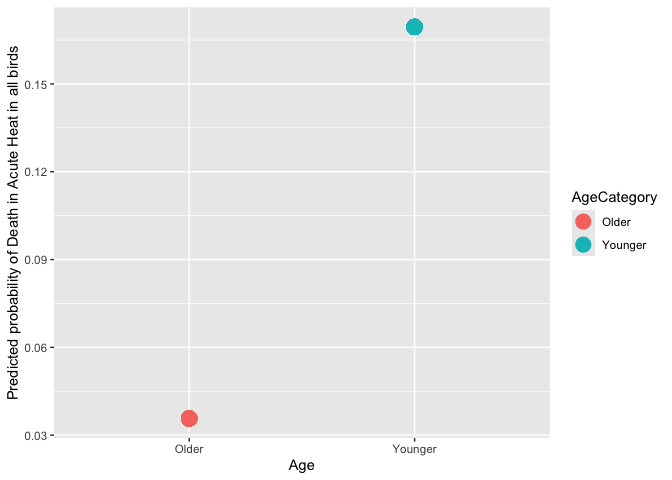 Predicted probability of Death in Acute Heat in all birds
0.15
0.12
0.09
0.06
0.03
Older
Younger
Age
AgeCategory
Older
Younger